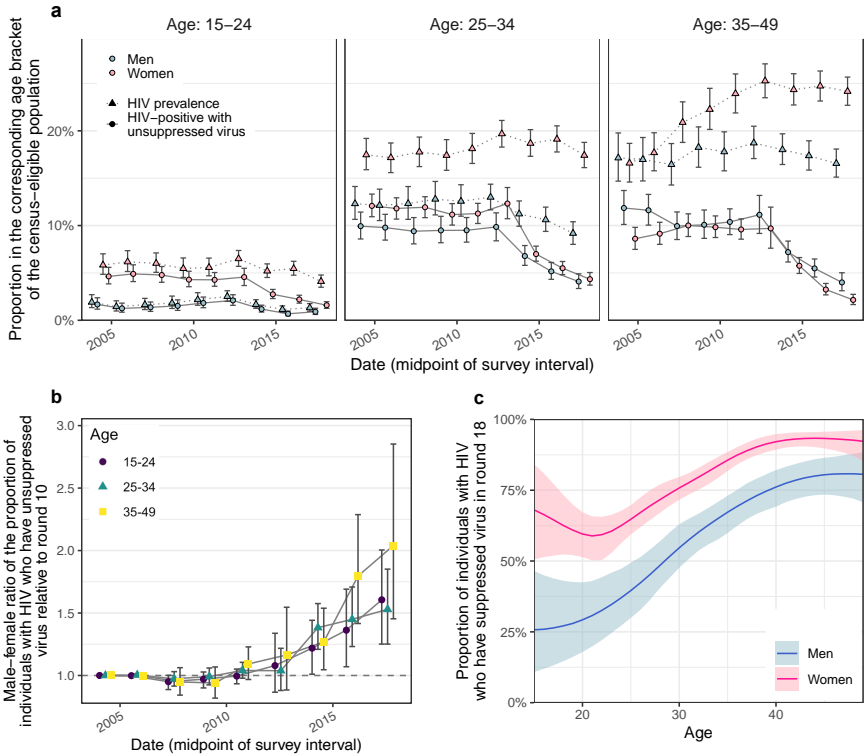 a
Age: 15–24
Age: 25–34
Age: 35–49
Proportion in the corresponding age bracket
of the census–eligible population
Men
Women
HIV prevalence
HIV–positive with
unsuppressed virus
20%
10%
0%
2005
2010
2015
2005
2010
2015
2005
2010
2015
Date (midpoint of survey interval)
b
Male–female ratio of the proportion of
individuals with HIV who have unsuppressed
virus relative to round 10
3.0
2.5
2.0
1.5
1.0
Age
15-24
25-34
35-49
2005
2010
2015
Date (midpoint of survey interval)
c
Proportion of individuals with HIV
who have suppressed virus in round 18
100%
75%
50%
25%
0%
Men
Women
20
30
40
Age